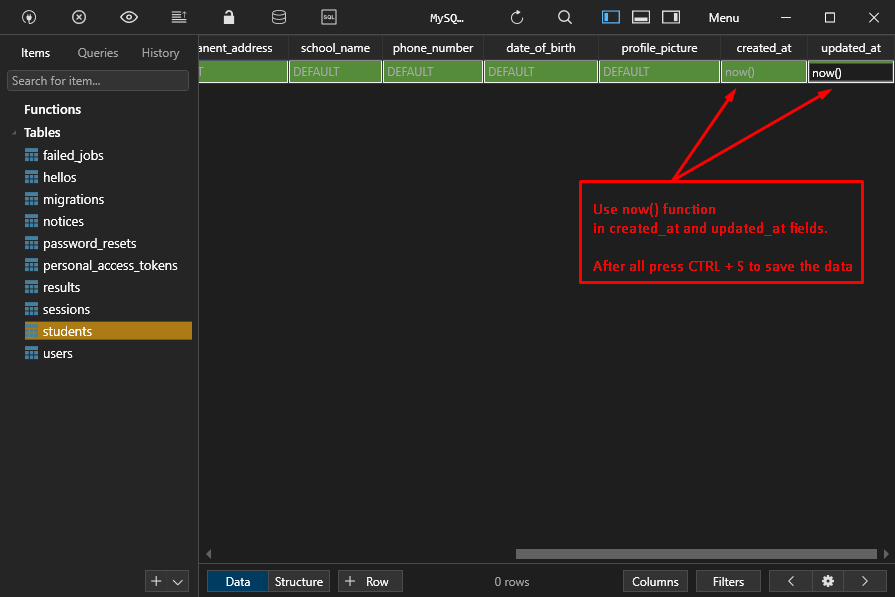 SQL
MySQ...
Menu
Items
Queries
History
anent_address
school_name
phone_number
date_of_birth
profile_picture
created_at
updated_at
T
DEFAULT
DEFAULT
DEFAULT
DEFAULT
now()
now()
Search for item...
Functions
Tables
failed_jobs
hellos
migrations
notices
password_resets
personal_access_tokens
results
sessions
students
users
Use now() function
in created_at and updated_at fields.
After all press CTRL + S to save the data
Data
Structure
+ Row
0 rows
Columns
Filters